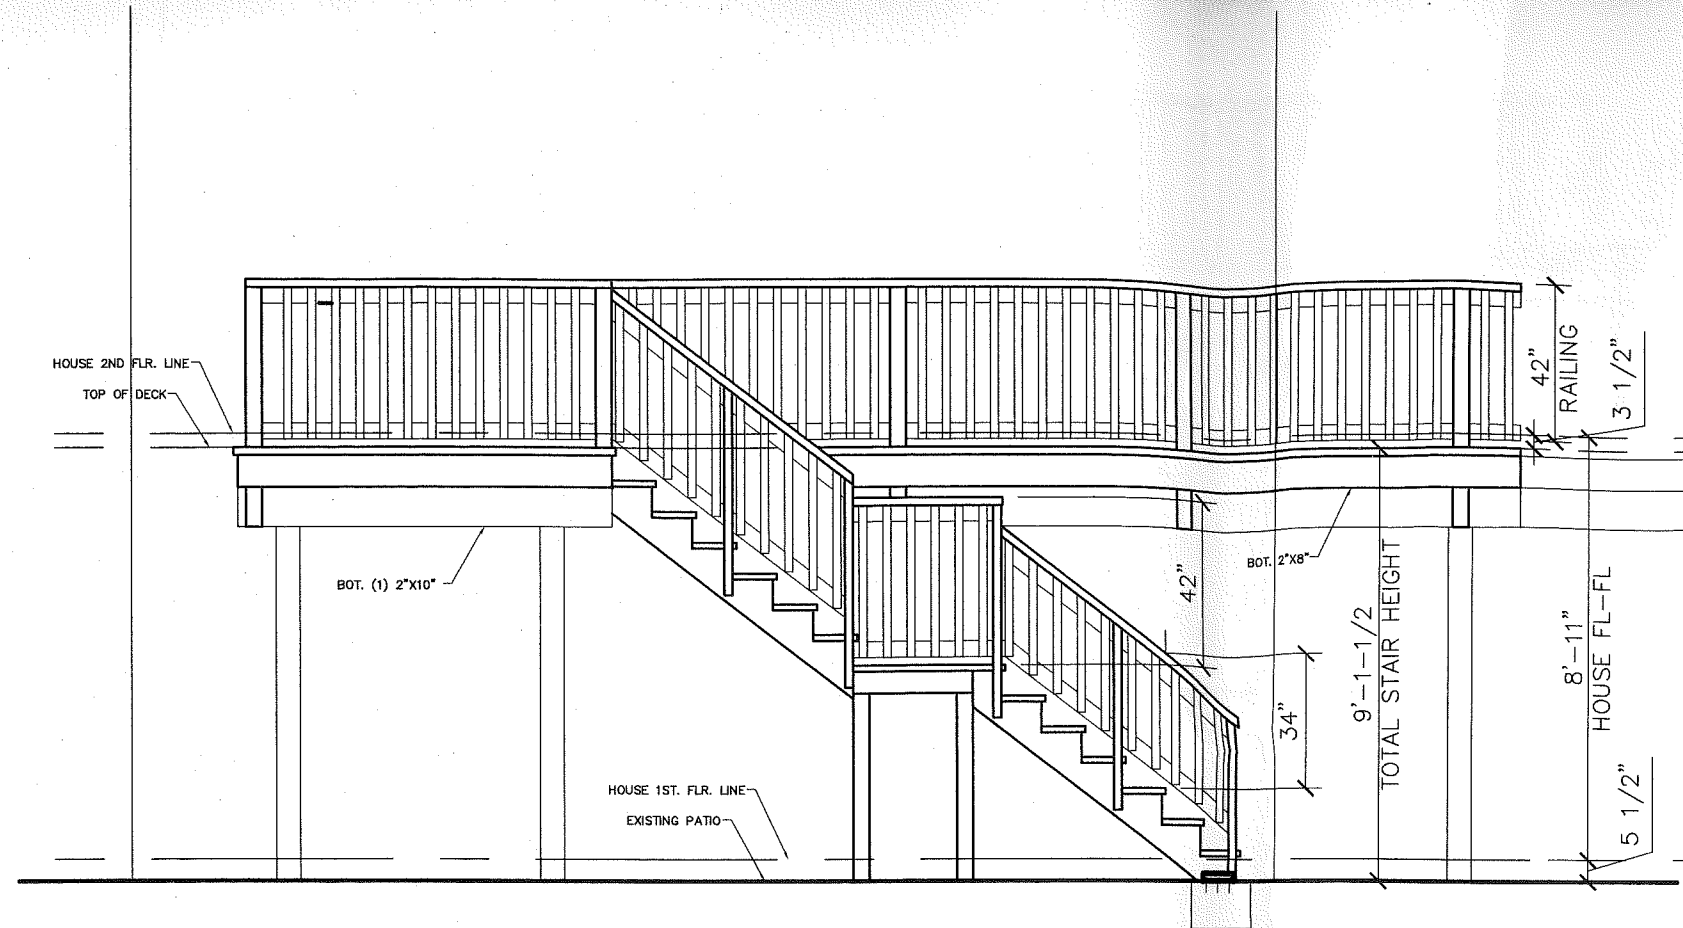 HOUSE 2ND FLR. LINE
TOP OF DECK
BOT. (1) 2"X10"
HOUSE 1ST. FLR. LINE
EXISTING PATIO
BOT. 2"X8"
42"
34"
9'-1-1/2
TOTAL STAIR HEIGHT
42"
RAILING
3 1/2"
8'-11"
HOUSE FL-FL
5 1/2"